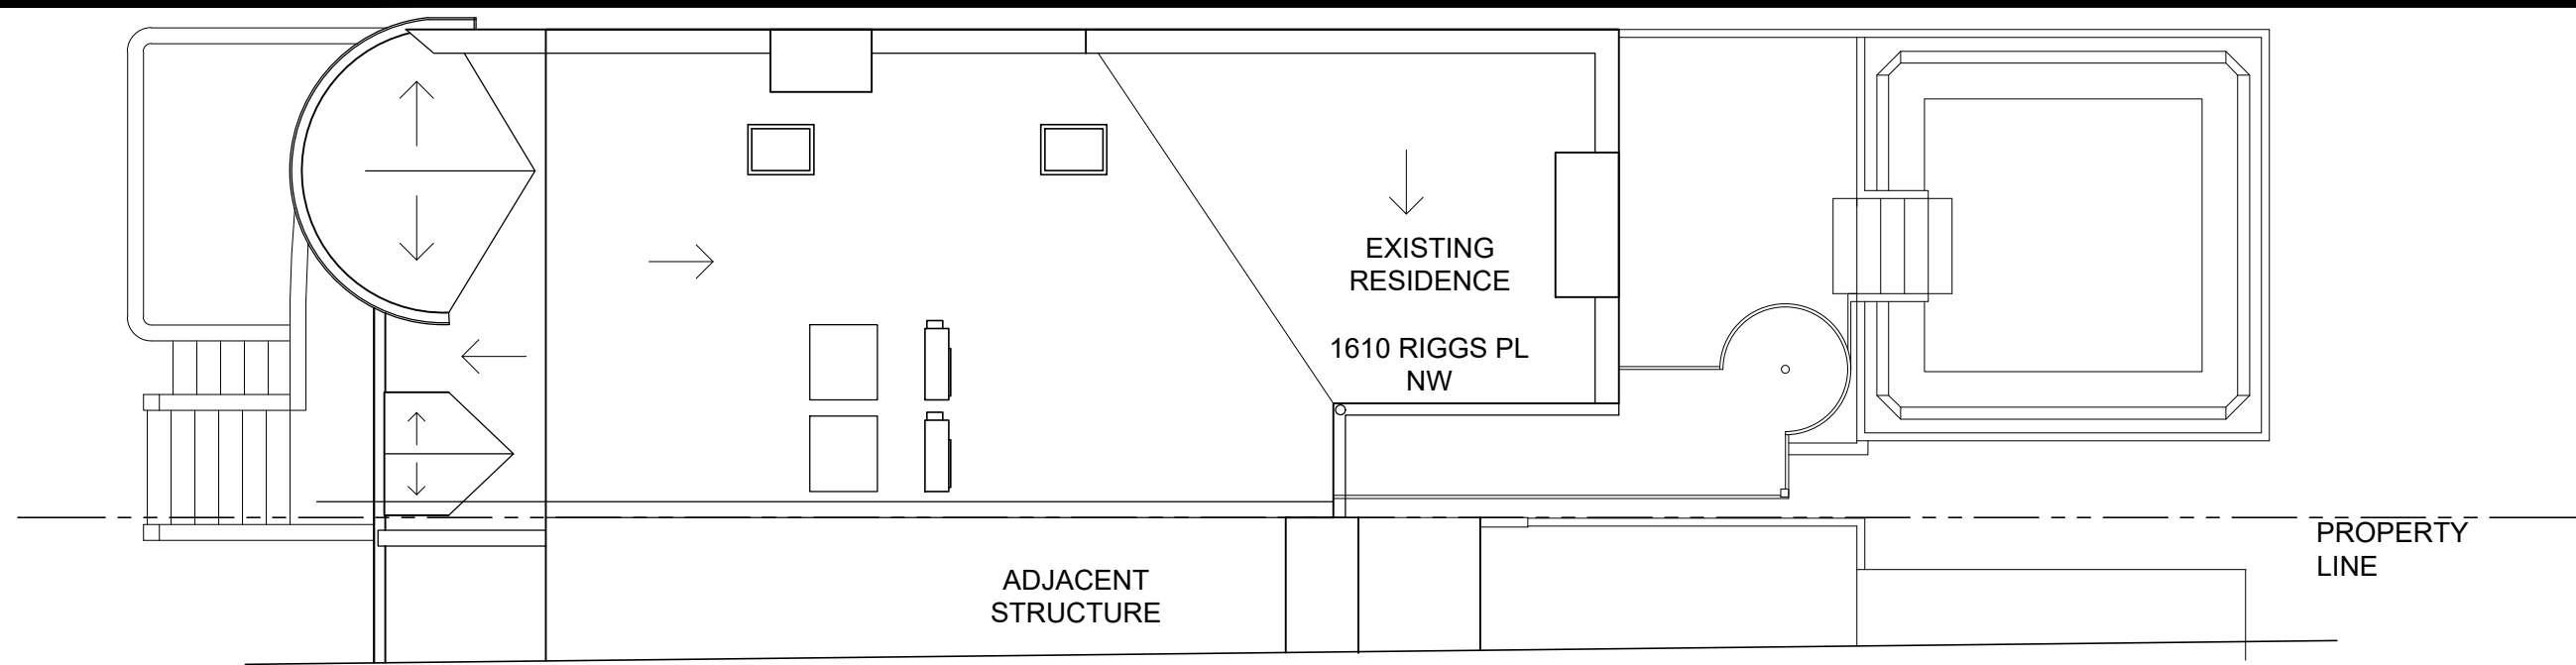 EXISTING
RESIDENCE
1610 RIGGS PL
NW
PROPERTY
LINE
ADJACENT
STRUCTURE